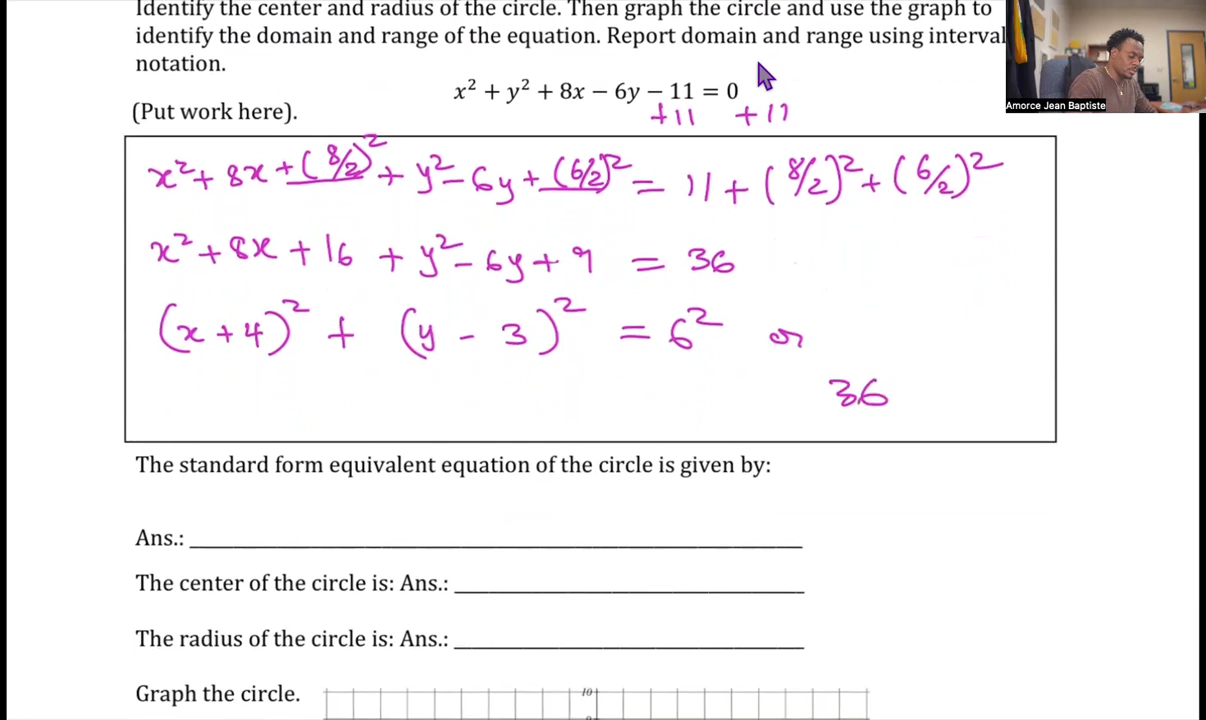 Identify the center and radius of the circle. Then graph the circle and use the graph to
identify the domain and range of the equation. Report domain and range using interval
notation.
x² + y² + 8x − 6y − 11 = 0
+11 +11
(Put work here).
x² + 8x + (8/2)² + y² − 6y + (6/2)² = 11 + (8/2)² + (6/2)²
x² + 8x + 16 + y² − 6y + 9 = 36
(x + 4)² + (y − 3)² = 6² or
36
The standard form equivalent equation of the circle is given by:
Ans.:
The center of the circle is: Ans.:
The radius of the circle is: Ans.:
Graph the circle.
10
Amorce Jean Baptiste